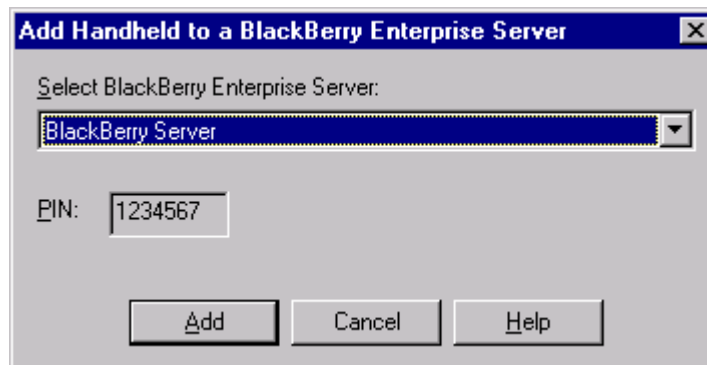 Add Handheld to a BlackBerry Enterprise Server
Select BlackBerry Enterprise Server:
BlackBerry Server
PIN: 1234567
Add Cancel Help